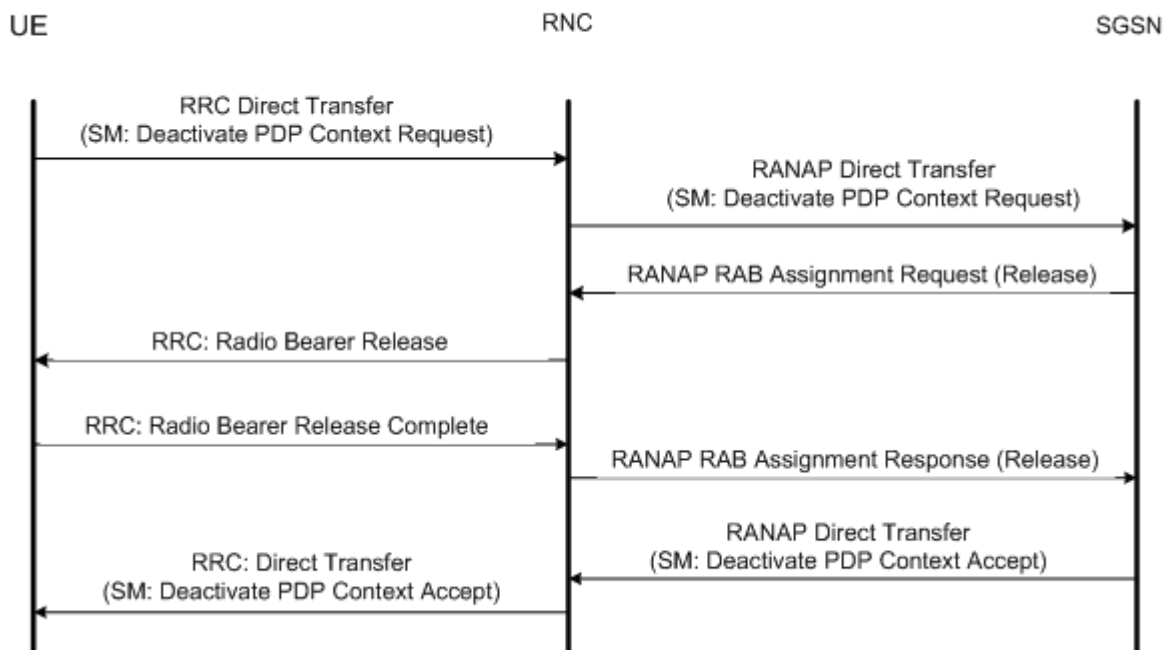 UE
RNC
SGSN
RRC Direct Transfer
(SM: Deactivate PDP Context Request)
RANAP Direct Transfer
(SM: Deactivate PDP Context Request)
RANAP RAB Assignment Request (Release)
RRC: Radio Bearer Release
RRC: Radio Bearer Release Complete
RANAP RAB Assignment Response (Release)
RANAP Direct Transfer
(SM: Deactivate PDP Context Accept)
RRC: Direct Transfer
(SM: Deactivate PDP Context Accept)